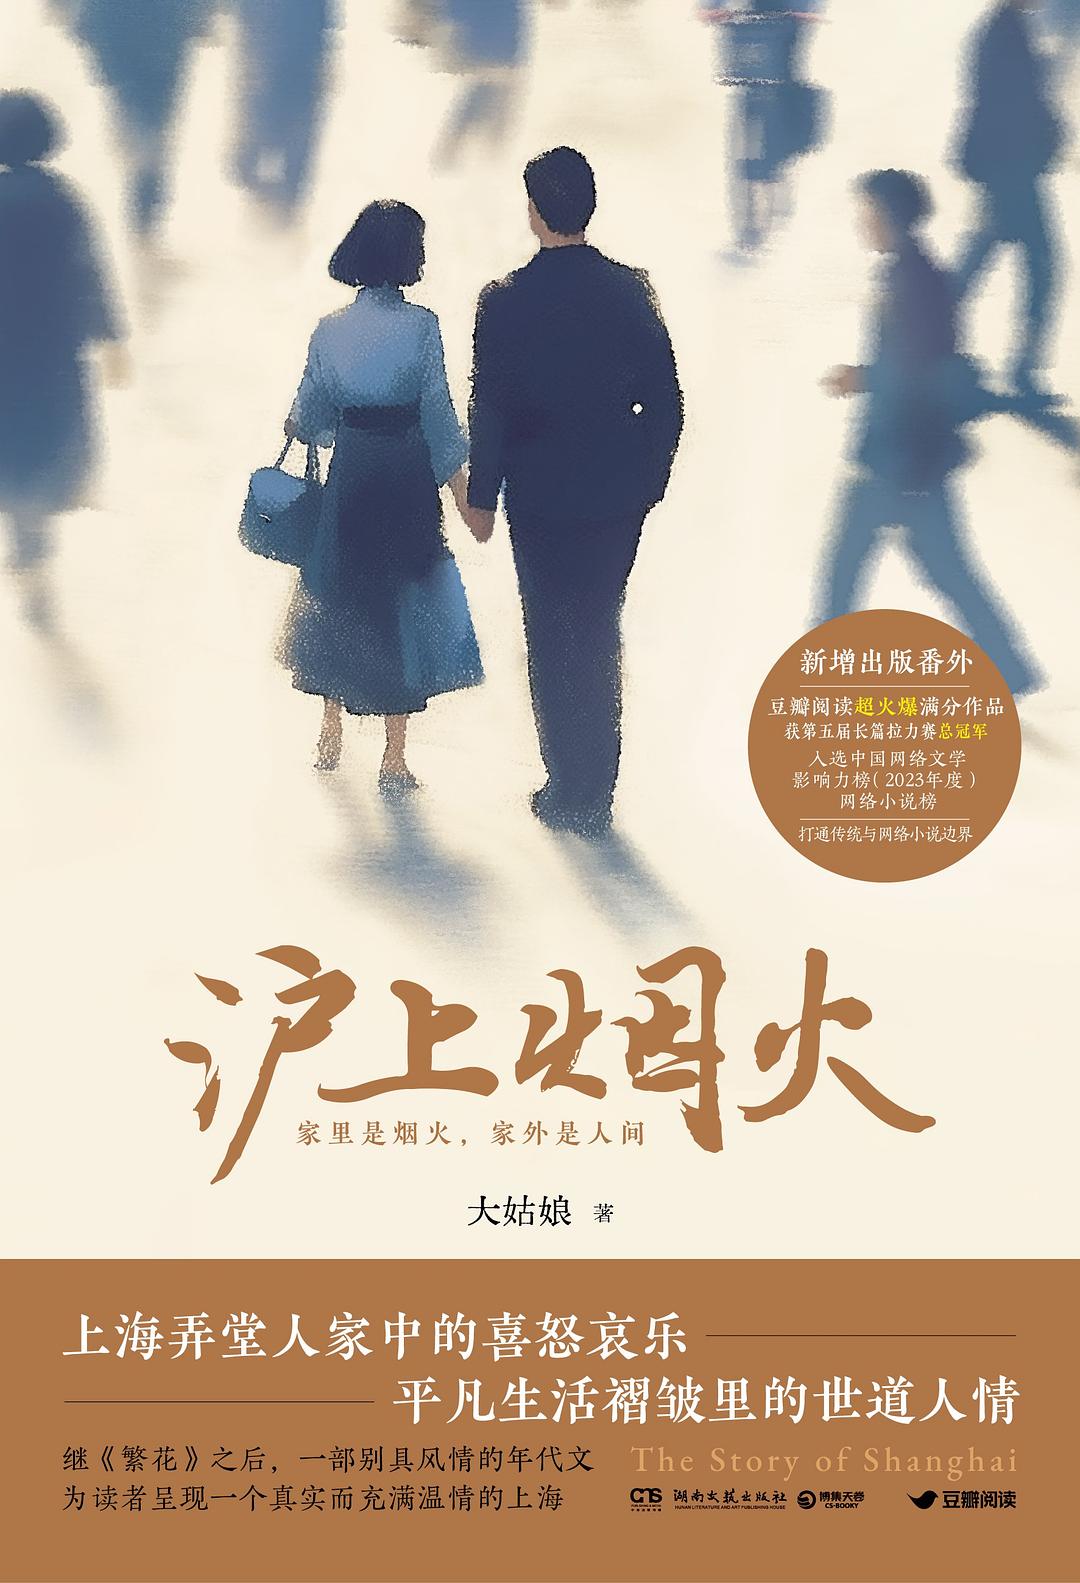 新增出版番外
豆瓣阅读超火爆满分作品
获第五届长篇拉力赛总冠军
入选中国网络文学
影响力榜(2023年度)
网络小说榜
打通传统与网络小说边界
沪上烟火
家里是烟火，家外是人间
大姑娘 著
上海弄堂人家中的喜怒哀乐
平凡生活褶皱里的世道人情
继《繁花》之后，一部别具风情的年代文
为读者呈现一个真实而充满温情的上海
The Story of Shanghai
湖南文艺出版社
HUNAN LITERATURE AND ART PUBLISHING HOUSE
博集天卷
CS-BOOKY
豆瓣阅读